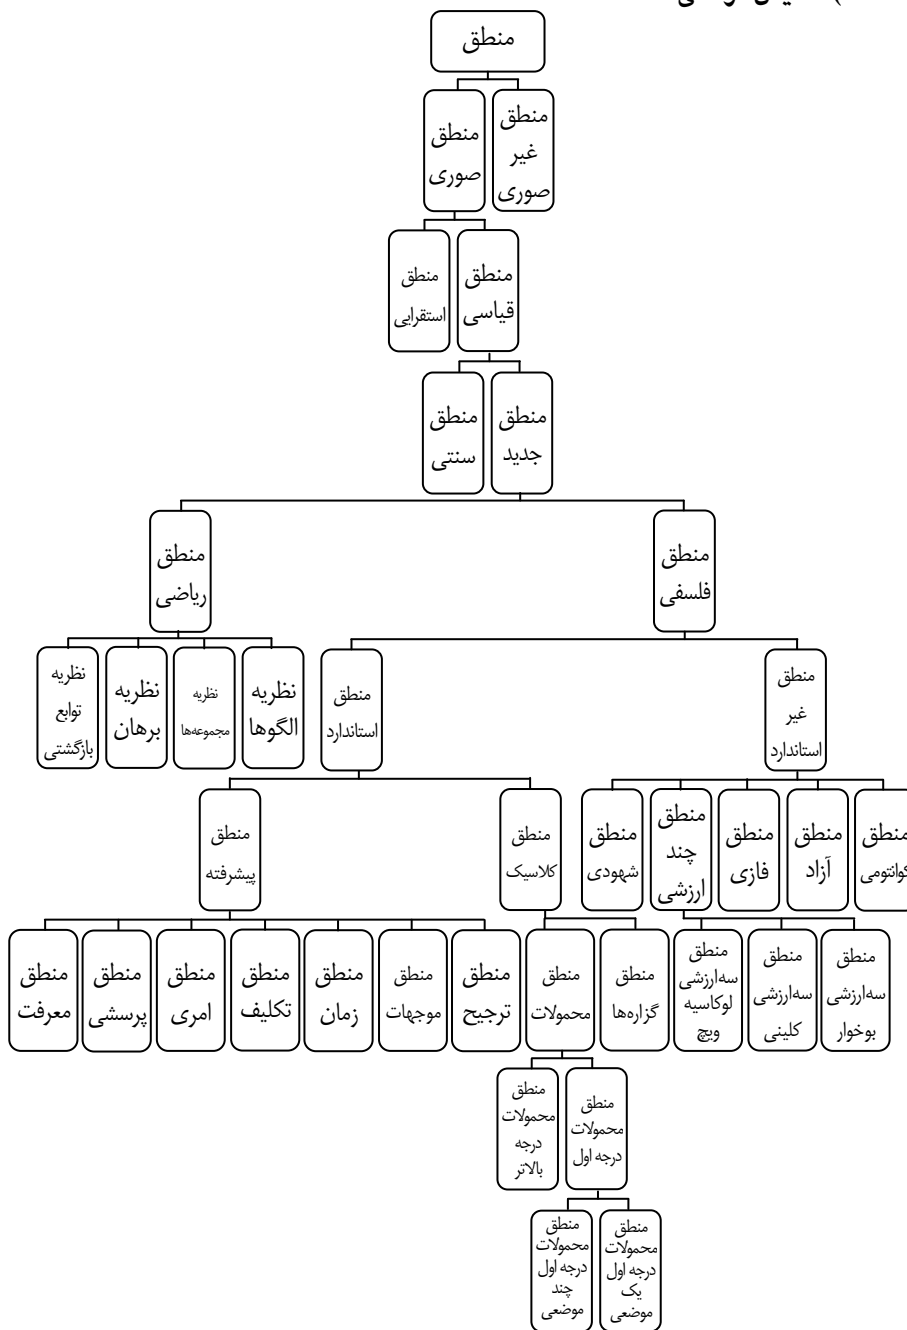 منطق
منطق
غیر
صوری
منطق
صوری
منطق
قیاسی
منطق
استقرایی
منطق
جدید
منطق
سنتی
منطق
فلسفی
منطق
ریاضی
منطق
غیر
استاندارد
منطق
استاندارد
نظریه
الگوها
نظریه
مجموعه‌ها
نظریه
برهان
نظریه
توابع
بازگشتی
منطق
کوانتومی
منطق
آزاد
منطق
فازی
منطق
چند
ارزشی
منطق
شهودی
منطق
کلاسیک
منطق
پیشرفته
منطق
سه‌ارزشی
بوخوار
منطق
سه‌ارزشی
کلینی
منطق
سه‌ارزشی
لوکاسیه
ویچ
منطق
گزاره‌ها
منطق
محمولات
منطق
ترجیح
منطق
موجهات
منطق
زمان
منطق
تکلیف
منطق
امری
منطق
پرسشی
منطق
معرفت
منطق
محمولات
درجه اول
منطق
محمولات
درجه
بالاتر
منطق
محمولات
درجه اول
یک
موضعی
منطق
محمولات
درجه اول
چند
موضعی